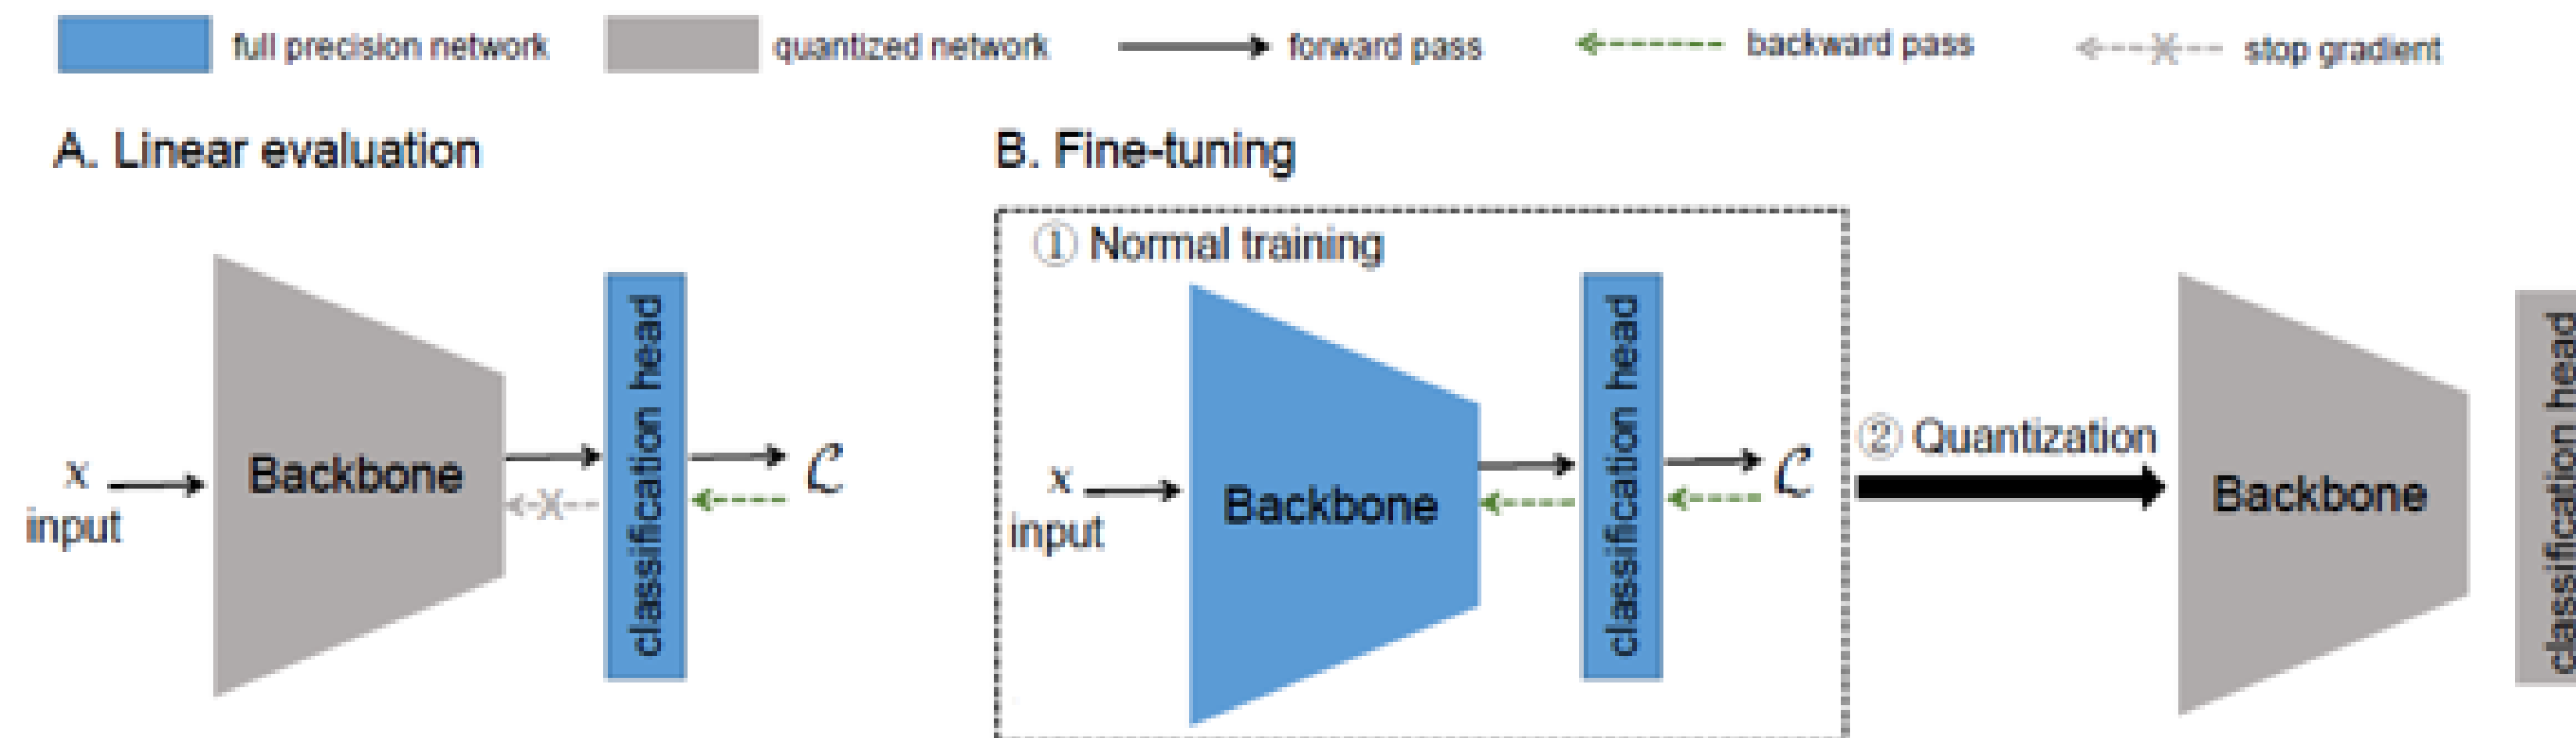 full precision network quantized network forward pass backward pass stop gradient
A. Linear evaluation
B. Fine-tuning
x
input
Backbone
classification head
ℒ
① Normal training
x
input
Backbone
classification head
ℒ
② Quantization
Backbone
classification head